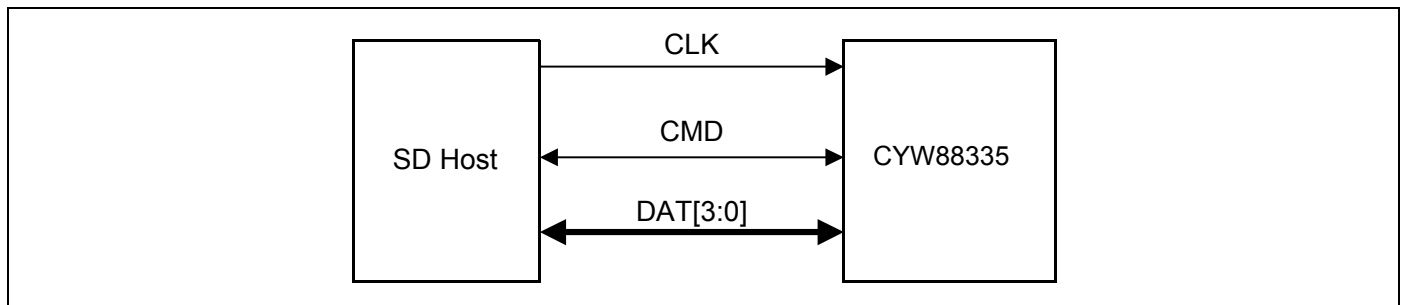 CLK
CMD
SD Host
CYW88335
DAT[3:0]